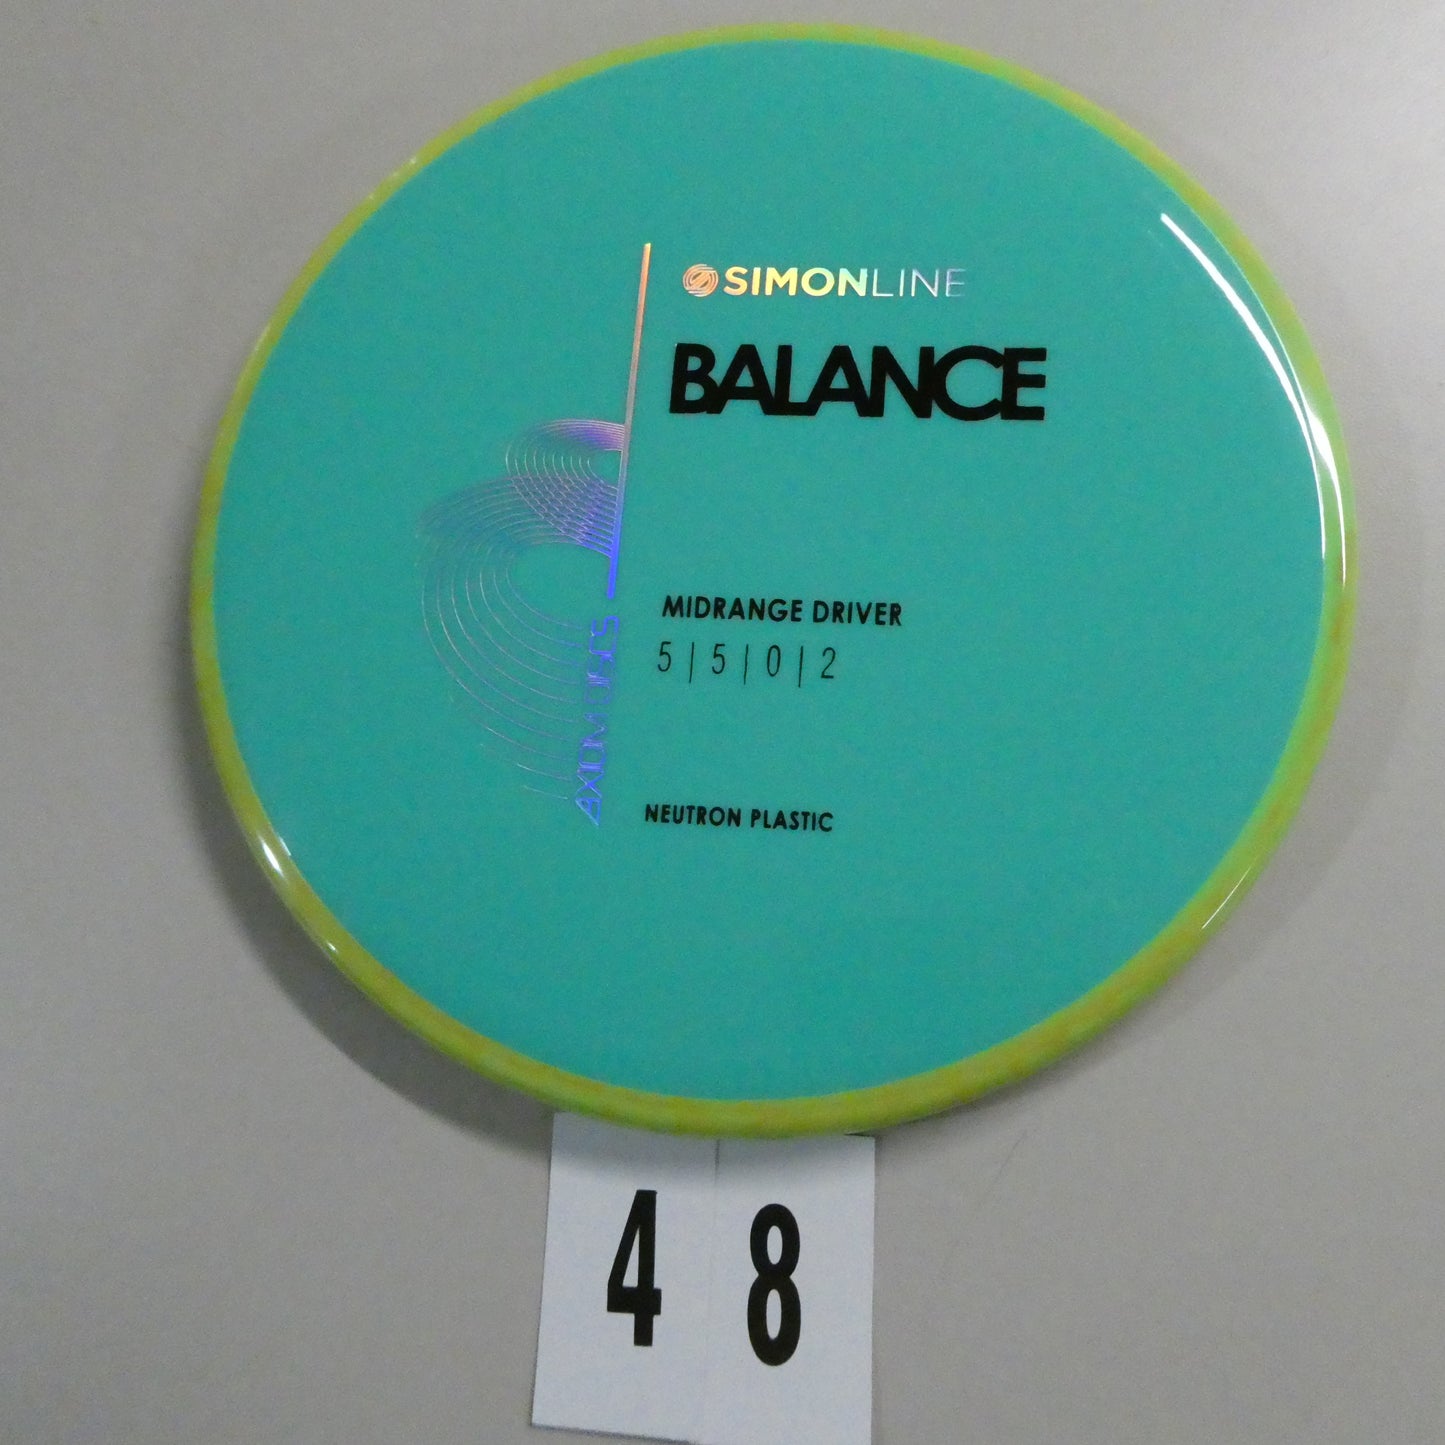 SIMONLINE
BALANCE
MIDRANGE DRIVER
5 | 5 | 0 | 2
AXIOM DISCS
NEUTRON PLASTIC
4 8